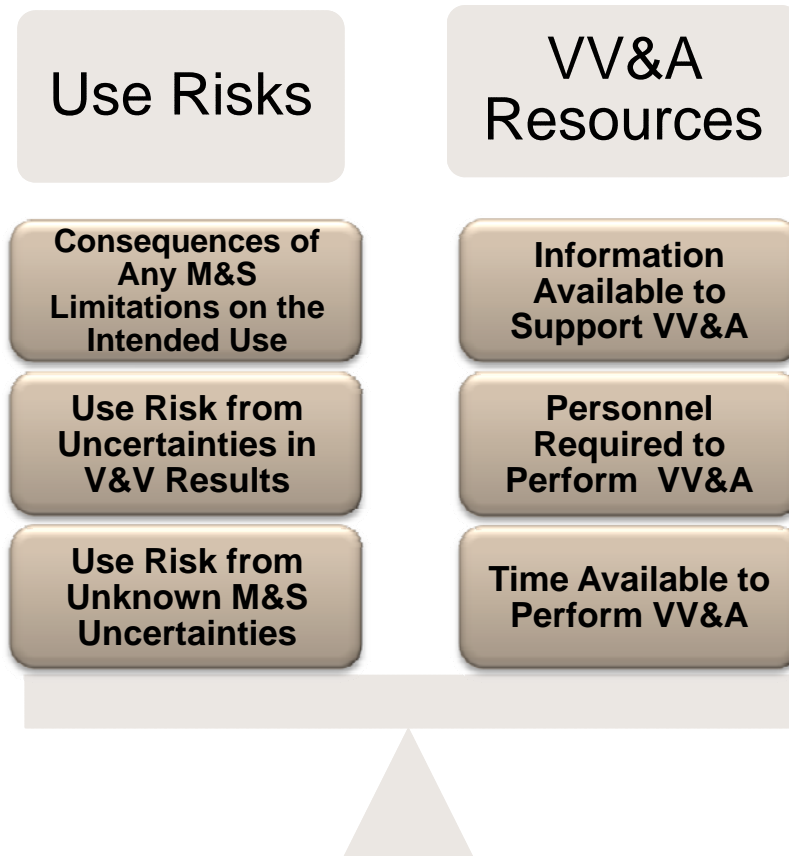 Use Risks
VV&A
Resources
Consequences of
Any M&S
Limitations on the
Intended Use
Use Risk from
Uncertainties in
V&V Results
Use Risk from
Unknown M&S
Uncertainties
Information
Available to
Support VV&A
Personnel
Required to
Perform  VV&A
Time Available to
Perform VV&A